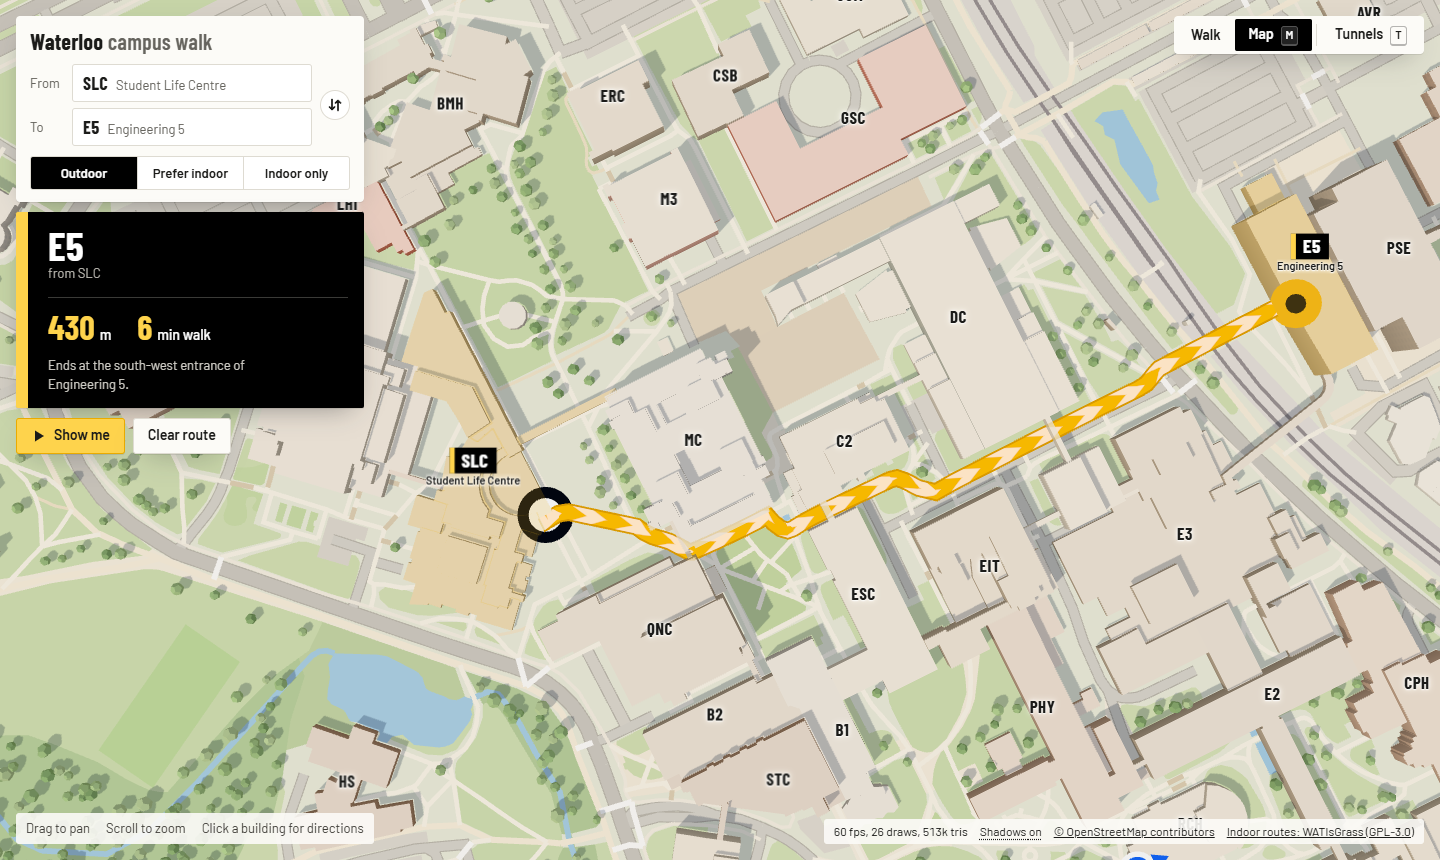 Waterloo campus walk
From SLC Student Life Centre
To E5 Engineering 5
Outdoor Prefer indoor Indoor only
E5
from SLC
430 m 6 min walk
Ends at the south-west entrance of
Engineering 5.
Show me Clear route
Walk Map M Tunnels T
AVR
CSB
ERC
BMH
GSC
M3
E5
Engineering 5
PSE
DC
MC
C2
SLC
Student Life Centre
E3
EIT
ESC
QNC
CPH
E2
PHY
B2
B1
STC
HS
Drag to pan Scroll to zoom Click a building for directions
60 fps, 26 draws, 513k tris Shadows on © OpenStreetMap contributors Indoor routes: WATIsGrass (GPL-3.0)